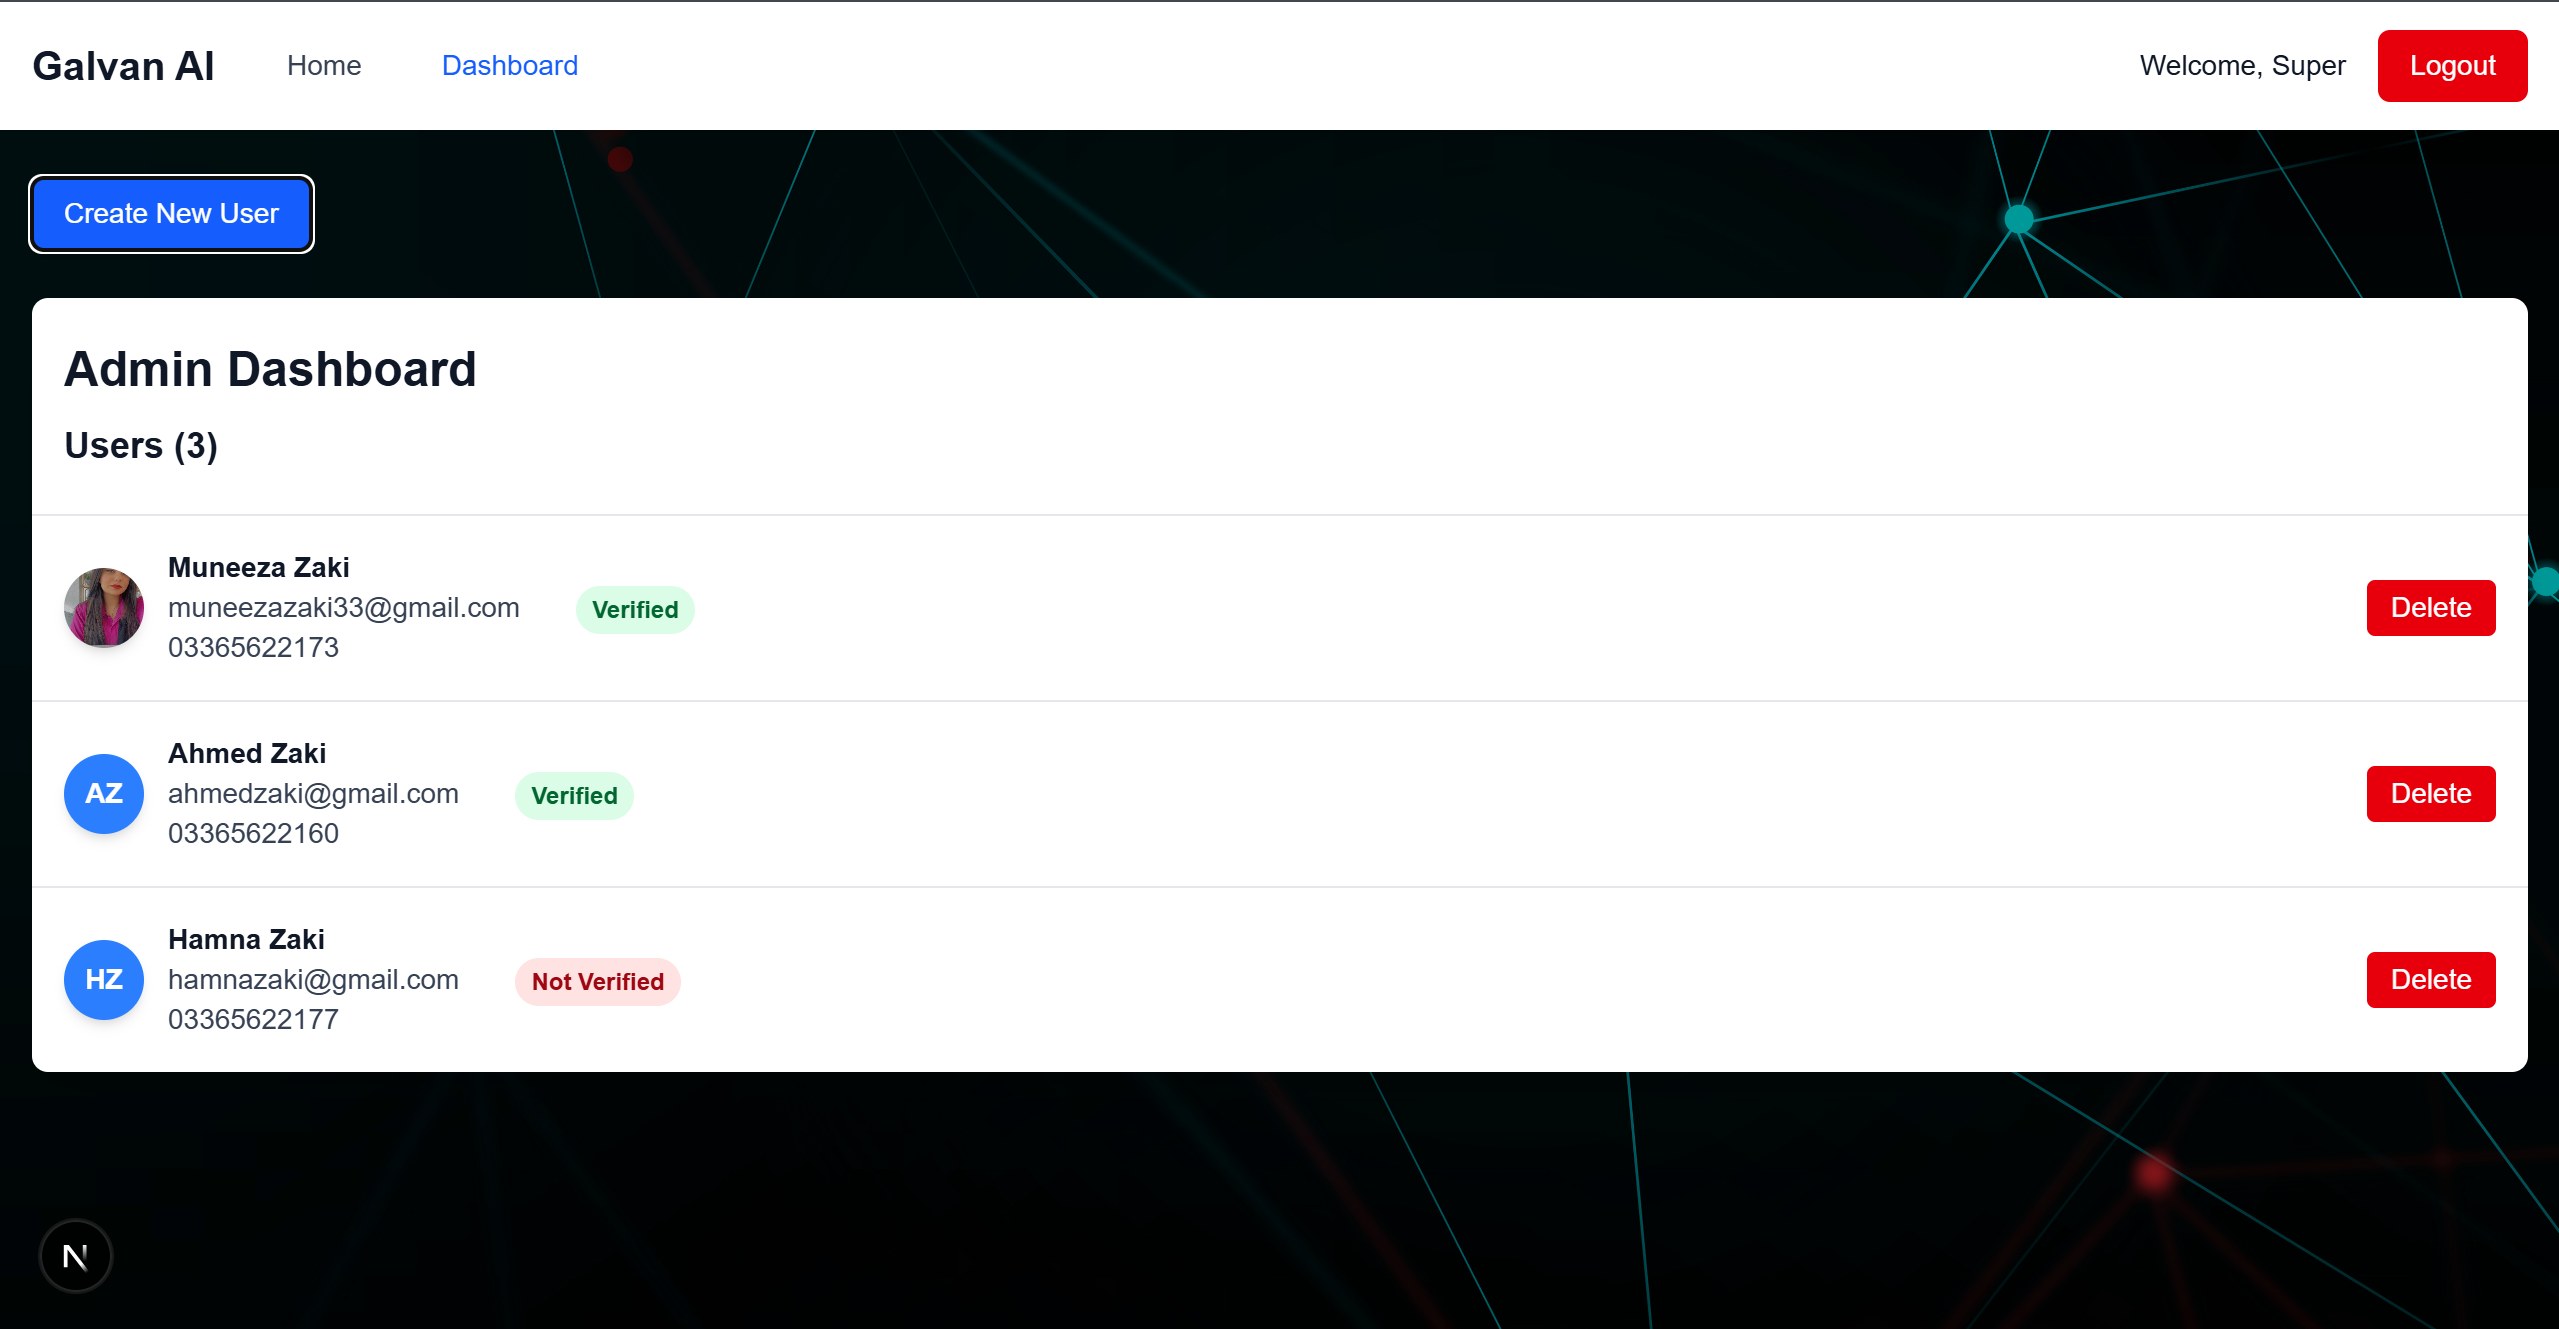 Galvan AI Home Dashboard Welcome, Super Logout
Create New User
Admin Dashboard
Users (3)
Muneeza Zaki
muneezazaki33@gmail.com
03365622173
Verified
Delete
AZ
Ahmed Zaki
ahmedzaki@gmail.com
03365622160
Verified
Delete
HZ
Hamna Zaki
hamnazaki@gmail.com
03365622177
Not Verified
Delete
N